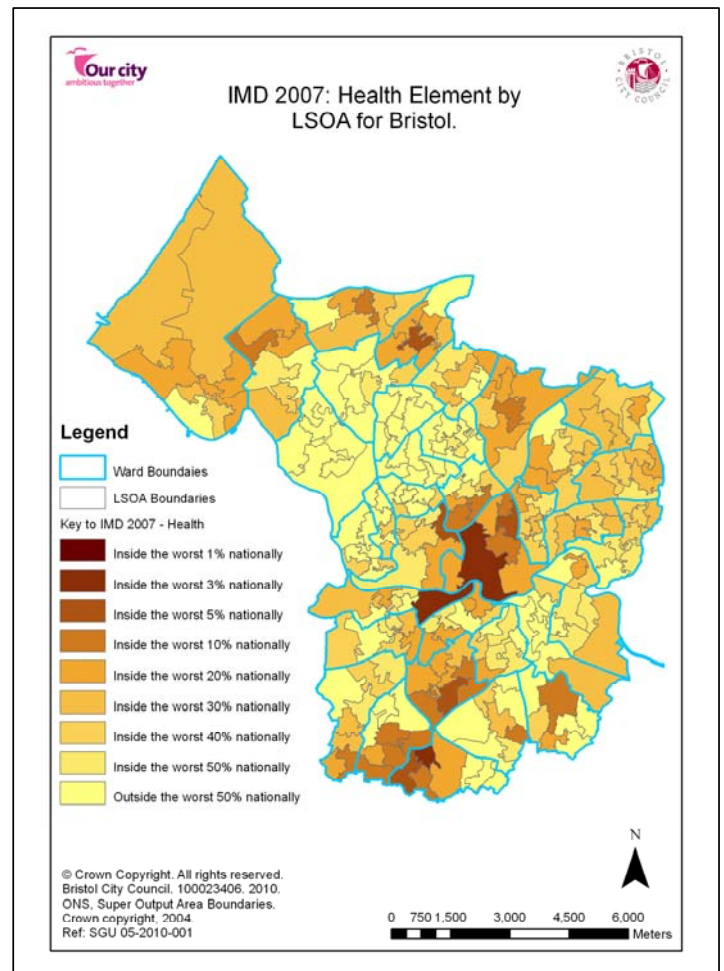 Our city
ambitious together
BRISTOL
CITY COUNCIL
IMD 2007: Health Element by
LSOA for Bristol.
Legend
Ward Boundaies
LSOA Boundaries
Key to IMD 2007 - Health
Inside the worst 1% nationally
Inside the worst 3% nationally
Inside the worst 5% nationally
Inside the worst 10% nationally
Inside the worst 20% nationally
Inside the worst 30% nationally
Inside the worst 40% nationally
Inside the worst 50% nationally
Outside the worst 50% nationally
© Crown Copyright. All rights reserved.
Bristol City Council. 100023406. 2010.
ONS, Super Output Area Boundaries.
Crown copyright, 2004.
Ref: SGU 05-2010-001
N
0 750 1,500 3,000 4,500 6,000
Meters